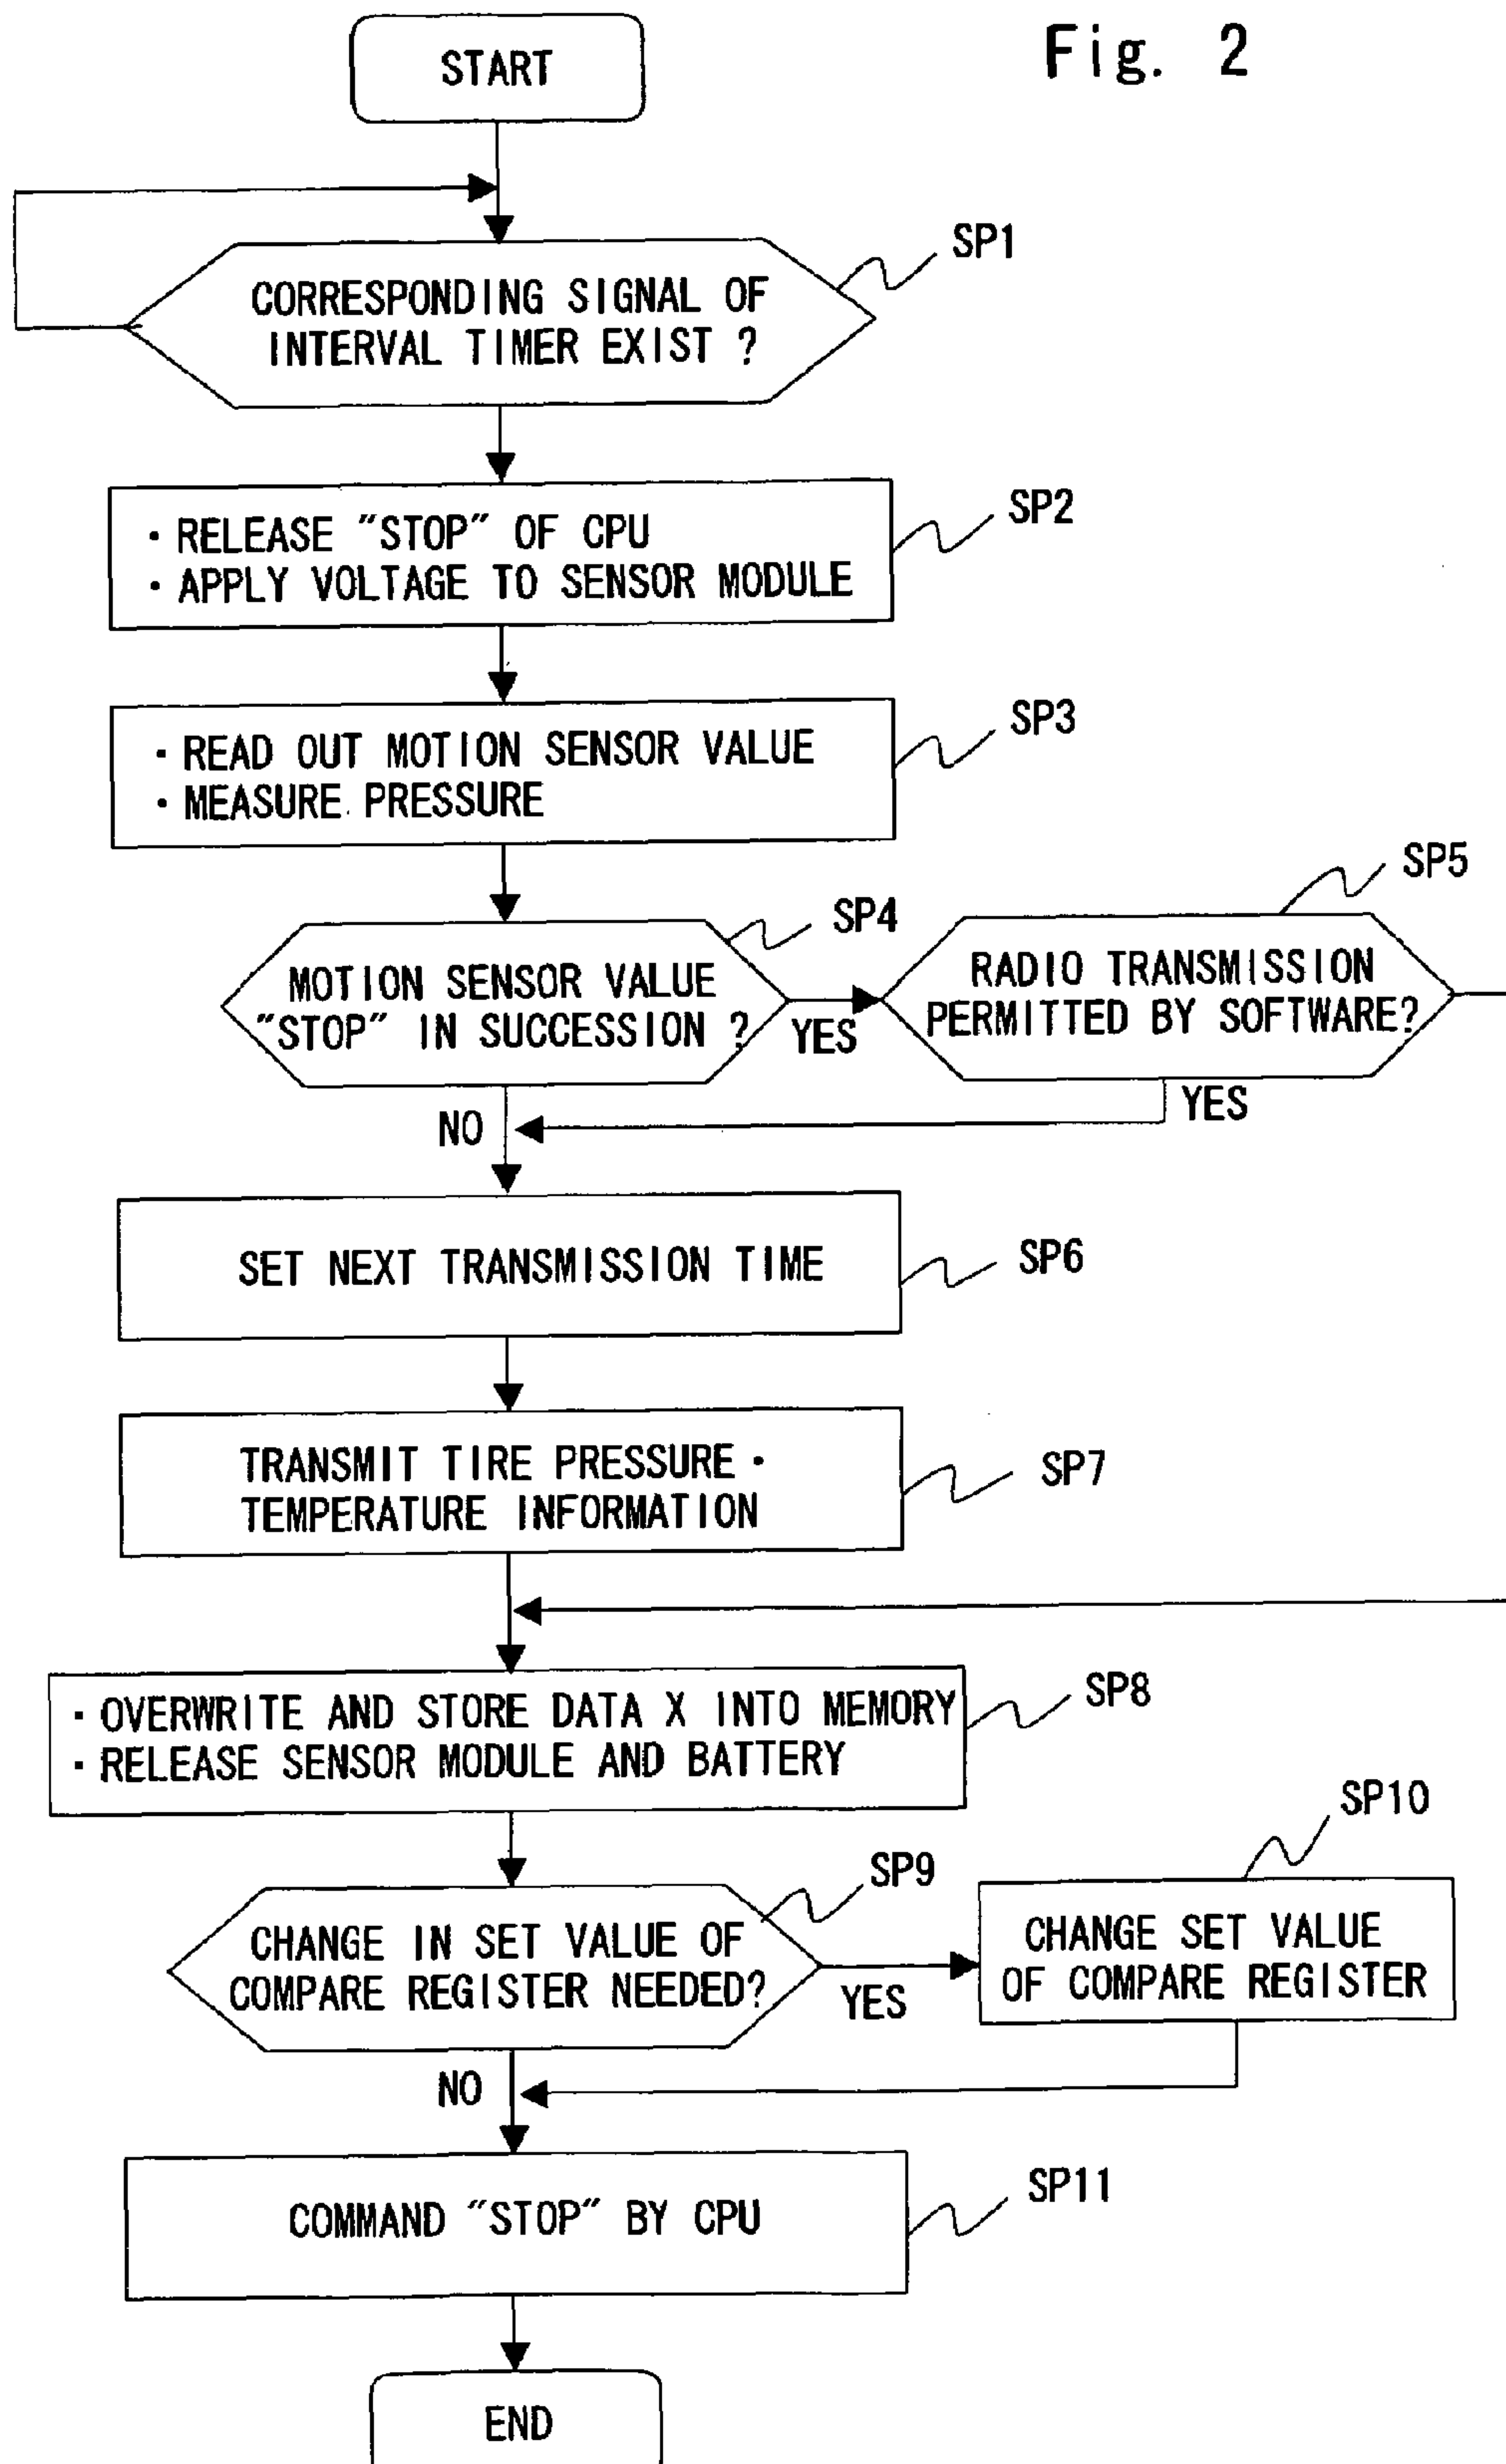 Fig. 2
START
SP1
CORRESPONDING SIGNAL OF
INTERVAL TIMER EXIST ?
SP2
・RELEASE "STOP" OF CPU
・APPLY VOLTAGE TO SENSOR MODULE
SP3
・READ OUT MOTION SENSOR VALUE
・MEASURE PRESSURE
SP4
MOTION SENSOR VALUE
"STOP" IN SUCCESSION ?
YES
NO
SP5
RADIO TRANSMISSION
PERMITTED BY SOFTWARE?
YES
SP6
SET NEXT TRANSMISSION TIME
SP7
TRANSMIT TIRE PRESSURE・
TEMPERATURE INFORMATION
SP8
・OVERWRITE AND STORE DATA X INTO MEMORY
・RELEASE SENSOR MODULE AND BATTERY
SP9
CHANGE IN SET VALUE OF
COMPARE REGISTER NEEDED?
YES
NO
SP10
CHANGE SET VALUE
OF COMPARE REGISTER
SP11
COMMAND "STOP" BY CPU
END